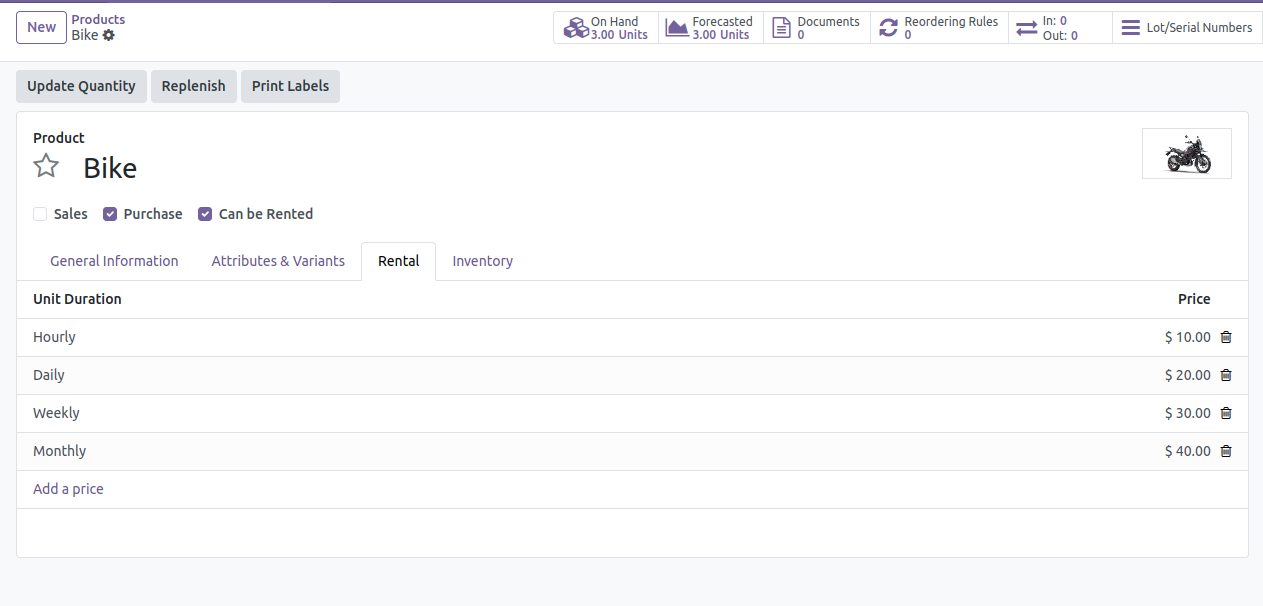 New
Products
Bike
On Hand
3.00 Units
Forecasted
3.00 Units
Documents
0
Reordering Rules
0
In: 0
Out: 0
Lot/Serial Numbers
Update Quantity
Replenish
Print Labels
Product
Bike
Sales
Purchase
Can be Rented
General Information
Attributes & Variants
Rental
Inventory
Unit Duration
Price
Hourly
$ 10.00
Daily
$ 20.00
Weekly
$ 30.00
Monthly
$ 40.00
Add a price